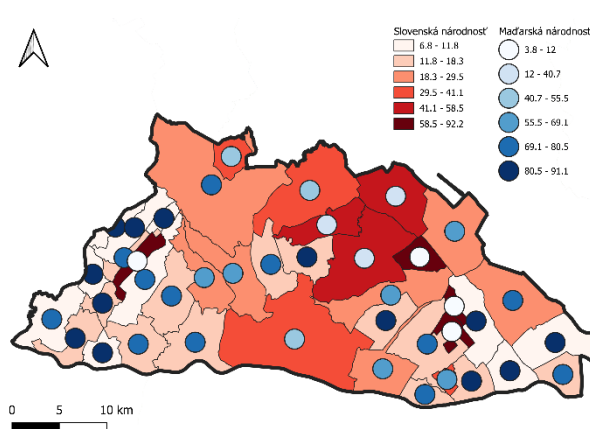 Slovenská národnosť
6.8 - 11.8
11.8 - 18.3
18.3 - 29.5
29.5 - 41.1
41.1 - 58.5
58.5 - 92.2
Maďarská národnosť
3.8 - 12
12 - 40.7
40.7 - 55.5
55.5 - 69.1
69.1 - 80.5
80.5 - 91.1
0 5 10 km